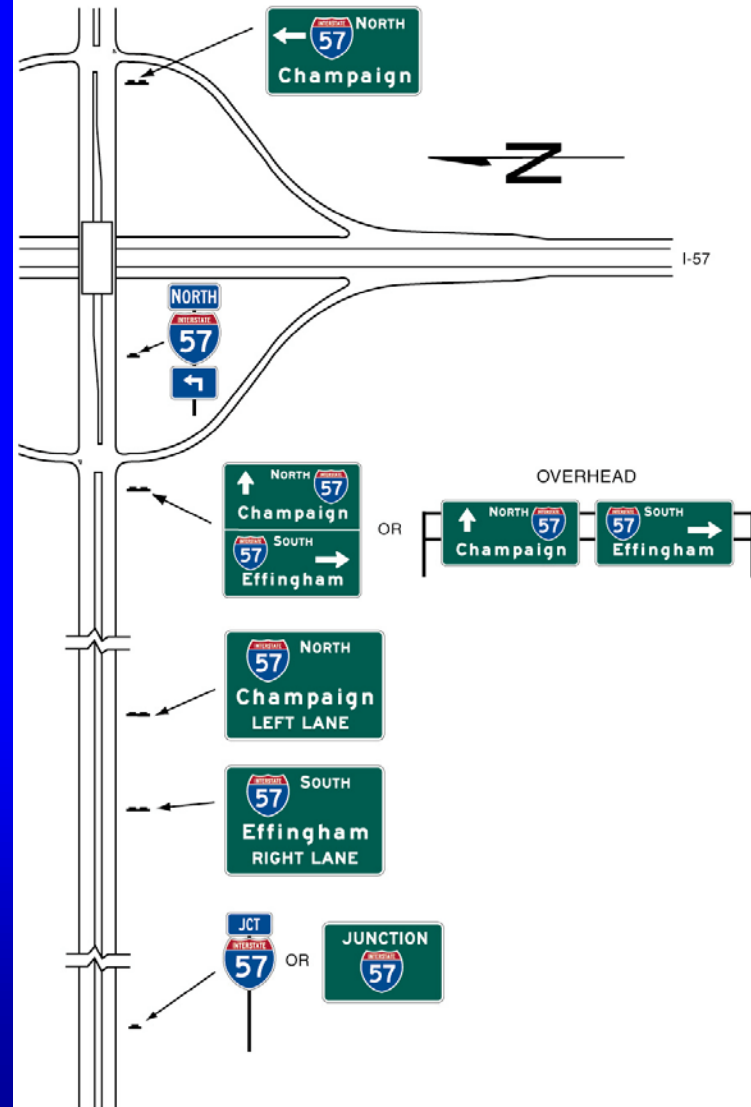 INTERSTATE
57 NORTH
Champaign
N
I-57
NORTH
INTERSTATE
57
NORTH INTERSTATE 57
Champaign
INTERSTATE 57 SOUTH
Effingham
OR
OVERHEAD
NORTH INTERSTATE 57
Champaign
INTERSTATE 57 SOUTH
Effingham
INTERSTATE
57 NORTH
Champaign
LEFT LANE
INTERSTATE
57 SOUTH
Effingham
RIGHT LANE
JCT
INTERSTATE
57
OR
JUNCTION
INTERSTATE
57